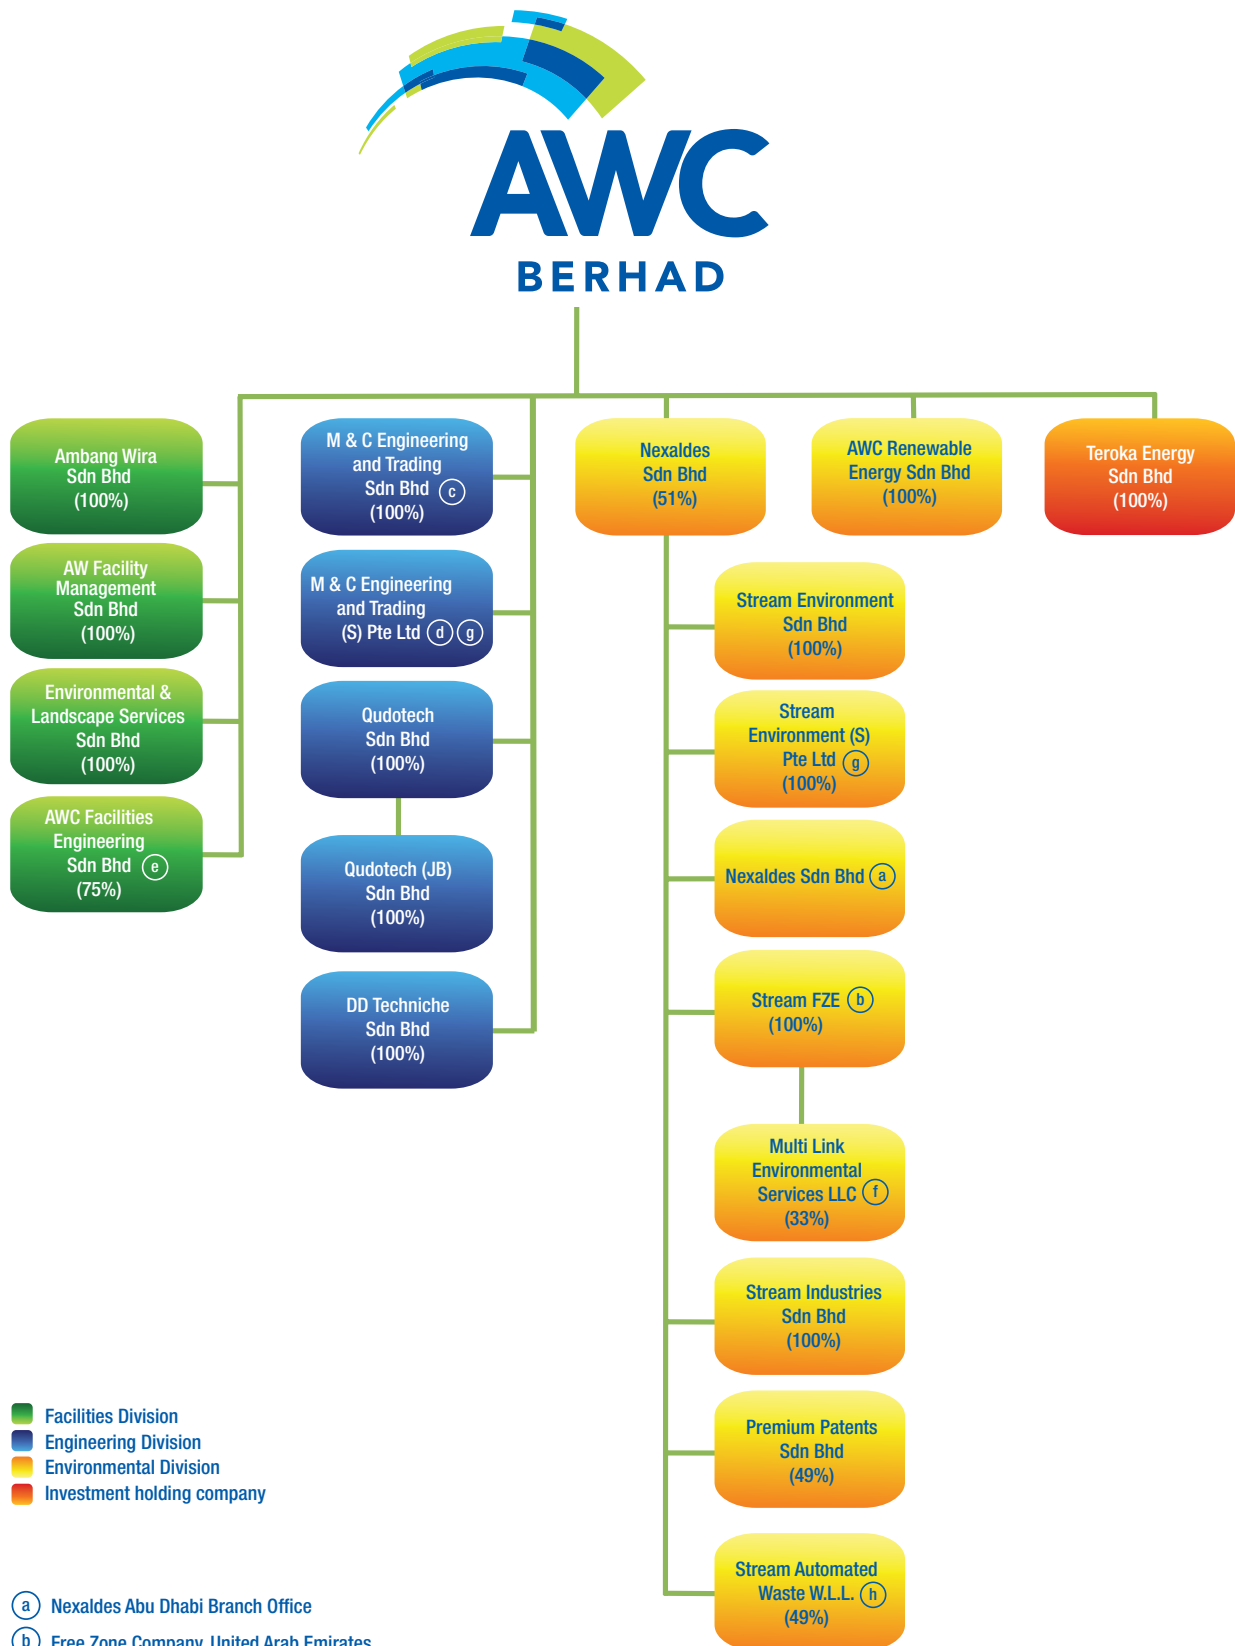 AWC
BERHAD
Ambang Wira
Sdn Bhd
(100%)
AW Facility
Management
Sdn Bhd
(100%)
Environmental &
Landscape Services
Sdn Bhd
(100%)
AWC Facilities
Engineering
Sdn Bhd e
(75%)
M & C Engineering
and Trading
Sdn Bhd c
(100%)
M & C Engineering
and Trading
(S) Pte Ltd d g
Qudotech
Sdn Bhd
(100%)
Qudotech (JB)
Sdn Bhd
(100%)
DD Techniche
Sdn Bhd
(100%)
Nexaldes
Sdn Bhd
(51%)
Stream Environment
Sdn Bhd
(100%)
Stream
Environment (S)
Pte Ltd g
(100%)
Nexaldes Sdn Bhd a
Stream FZE b
(100%)
Multi Link
Environmental
Services LLC f
(33%)
Stream Industries
Sdn Bhd
(100%)
Premium Patents
Sdn Bhd
(49%)
Stream Automated
Waste W.L.L. h
(49%)
AWC Renewable
Energy Sdn Bhd
(100%)
Teroka Energy
Sdn Bhd
(100%)
Facilities Division
Engineering Division
Environmental Division
Investment holding company
a Nexaldes Abu Dhabi Branch Office
b Free Zone Company, United Arab Emirates